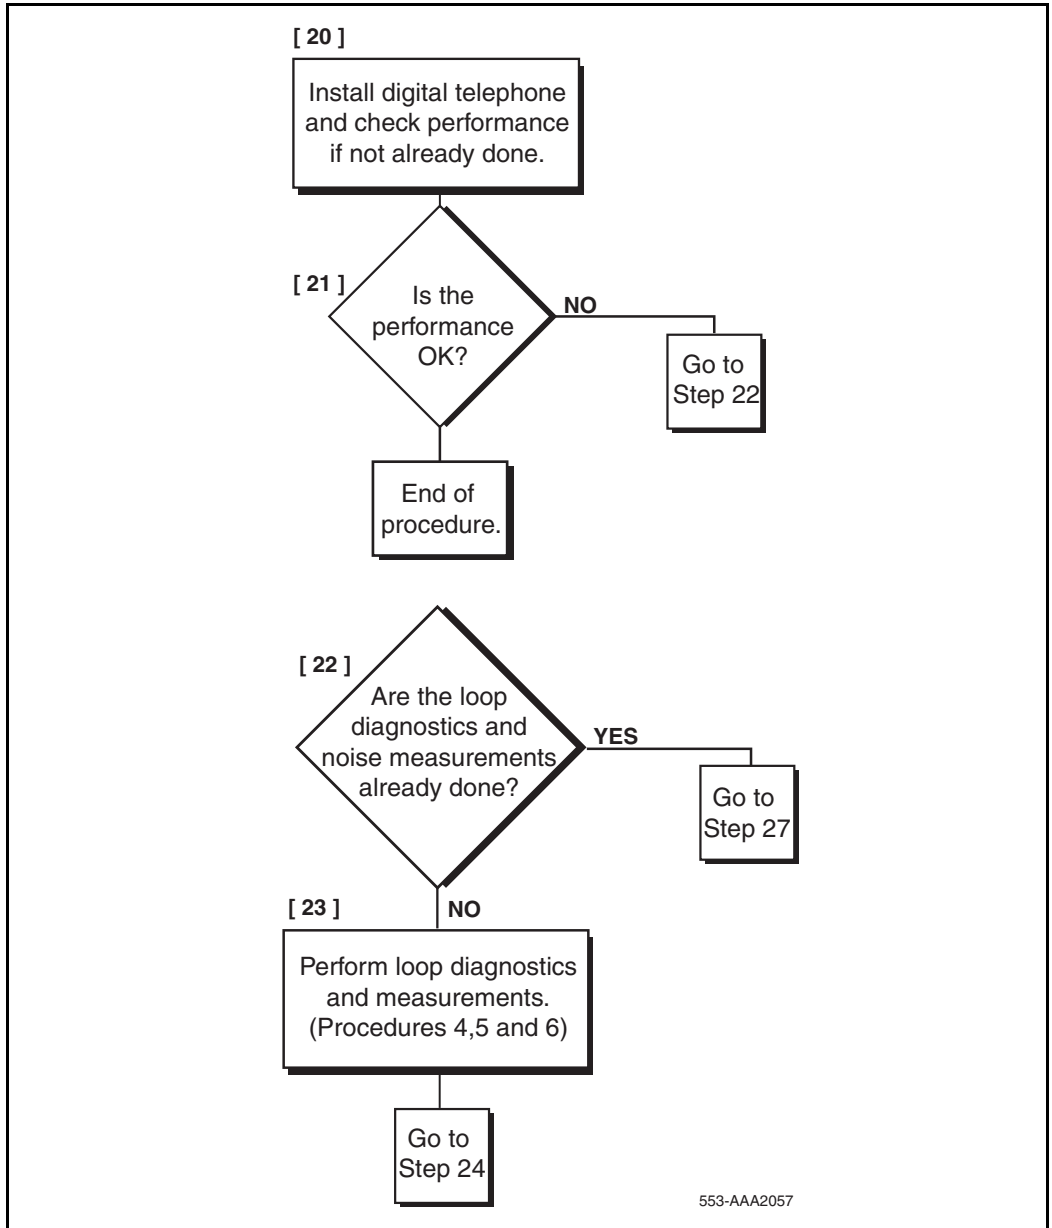 [ 20 ]
Install digital telephone
and check performance
if not already done.
[ 21 ]
Is the
performance
OK?
NO
Go to
Step 22
End of
procedure.
[ 22 ]
Are the loop
diagnostics and
noise measurements
already done?
YES
Go to
Step 27
NO
[ 23 ]
Perform loop diagnostics
and measurements.
(Procedures 4,5 and 6)
Go to
Step 24
553-AAA2057